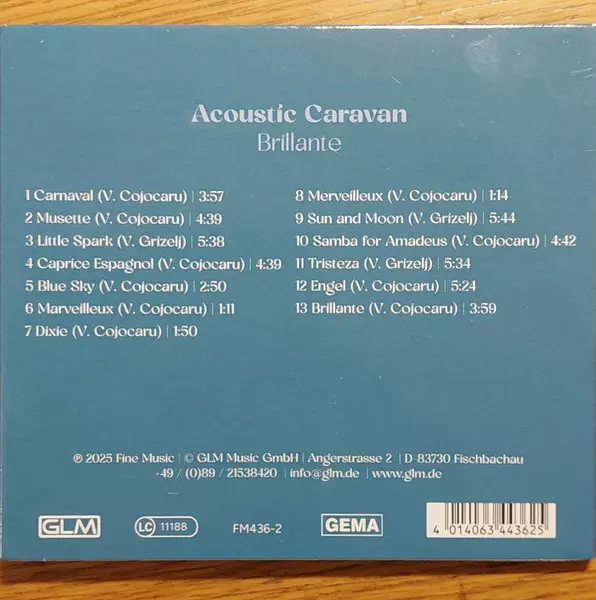 Acoustic Caravan
Brillante
1 Carnaval (V. Cojocaru) | 3:57
2 Musette (V. Cojocaru) | 4:39
3 Little Spark (V. Grizelj) | 5:38
4 Caprice Espagnol (V. Cojocaru) | 4:39
5 Blue Sky (V. Cojocaru) | 2:50
6 Marveilleux (V. Cojocaru) | 1:11
7 Dixie (V. Cojocaru) | 1:50
8 Merveilleux (V. Cojocaru) | 1:14
9 Sun and Moon (V. Grizelj) | 5:44
10 Samba for Amadeus (V. Cojocaru) | 4:42
11 Tristeza (V. Grizelj) | 5:34
12 Engel (V. Cojocaru) | 5:24
13 Brillante (V. Cojocaru) | 3:59
℗ 2025 Fine Music | © GLM Music GmbH | Angerstrasse 2 | D-83730 Fischbachau
+49 / (0)89 / 21538420 | info@glm.de | www.glm.de
GLM
LC 11188
FM436-2
GEMA
4 014063 443625